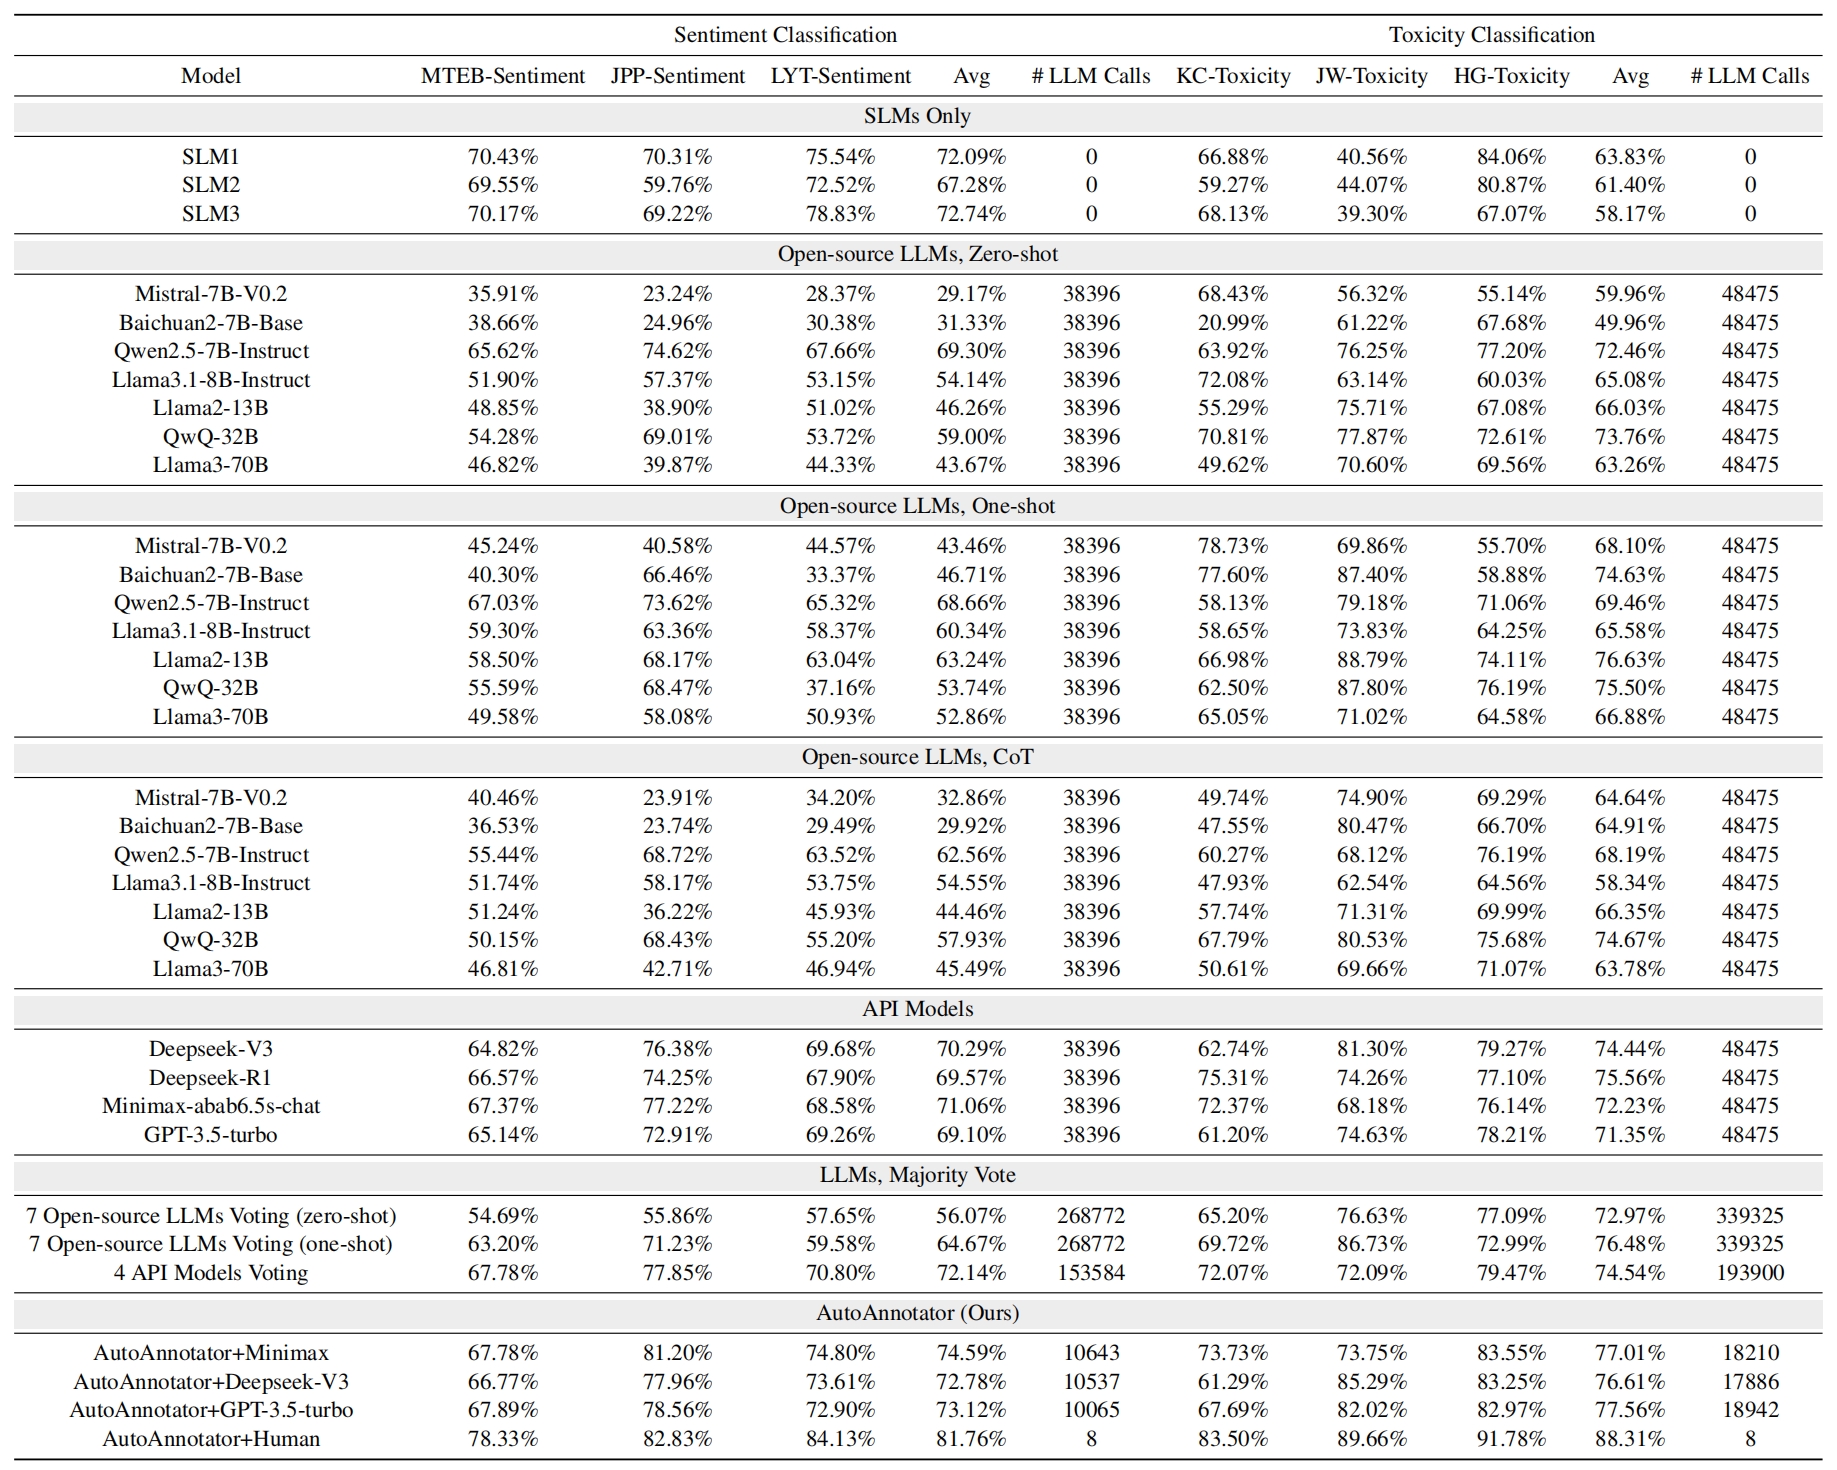 Sentiment Classification Toxicity Classification
Model MTEB-Sentiment JPP-Sentiment LYT-Sentiment Avg # LLM Calls KC-Toxicity JW-Toxicity HG-Toxicity Avg # LLM Calls
SLMs Only
SLM1 70.43% 70.31% 75.54% 72.09% 0 66.88% 40.56% 84.06% 63.83% 0
SLM2 69.55% 59.76% 72.52% 67.28% 0 59.27% 44.07% 80.87% 61.40% 0
SLM3 70.17% 69.22% 78.83% 72.74% 0 68.13% 39.30% 67.07% 58.17% 0
Open-source LLMs, Zero-shot
Mistral-7B-V0.2 35.91% 23.24% 28.37% 29.17% 38396 68.43% 56.32% 55.14% 59.96% 48475
Baichuan2-7B-Base 38.66% 24.96% 30.38% 31.33% 38396 20.99% 61.22% 67.68% 49.96% 48475
Qwen2.5-7B-Instruct 65.62% 74.62% 67.66% 69.30% 38396 63.92% 76.25% 77.20% 72.46% 48475
Llama3.1-8B-Instruct 51.90% 57.37% 53.15% 54.14% 38396 72.08% 63.14% 60.03% 65.08% 48475
Llama2-13B 48.85% 38.90% 51.02% 46.26% 38396 55.29% 75.71% 67.08% 66.03% 48475
QwQ-32B 54.28% 69.01% 53.72% 59.00% 38396 70.81% 77.87% 72.61% 73.76% 48475
Llama3-70B 46.82% 39.87% 44.33% 43.67% 38396 49.62% 70.60% 69.56% 63.26% 48475
Open-source LLMs, One-shot
Mistral-7B-V0.2 45.24% 40.58% 44.57% 43.46% 38396 78.73% 69.86% 55.70% 68.10% 48475
Baichuan2-7B-Base 40.30% 66.46% 33.37% 46.71% 38396 77.60% 87.40% 58.88% 74.63% 48475
Qwen2.5-7B-Instruct 67.03% 73.62% 65.32% 68.66% 38396 58.13% 79.18% 71.06% 69.46% 48475
Llama3.1-8B-Instruct 59.30% 63.36% 58.37% 60.34% 38396 58.65% 73.83% 64.25% 65.58% 48475
Llama2-13B 58.50% 68.17% 63.04% 63.24% 38396 66.98% 88.79% 74.11% 76.63% 48475
QwQ-32B 55.59% 68.47% 37.16% 53.74% 38396 62.50% 87.80% 76.19% 75.50% 48475
Llama3-70B 49.58% 58.08% 50.93% 52.86% 38396 65.05% 71.02% 64.58% 66.88% 48475
Open-source LLMs, CoT
Mistral-7B-V0.2 40.46% 23.91% 34.20% 32.86% 38396 49.74% 74.90% 69.29% 64.64% 48475
Baichuan2-7B-Base 36.53% 23.74% 29.49% 29.92% 38396 47.55% 80.47% 66.70% 64.91% 48475
Qwen2.5-7B-Instruct 55.44% 68.72% 63.52% 62.56% 38396 60.27% 68.12% 76.19% 68.19% 48475
Llama3.1-8B-Instruct 51.74% 58.17% 53.75% 54.55% 38396 47.93% 62.54% 64.56% 58.34% 48475
Llama2-13B 51.24% 36.22% 45.93% 44.46% 38396 57.74% 71.31% 69.99% 66.35% 48475
QwQ-32B 50.15% 68.43% 55.20% 57.93% 38396 67.79% 80.53% 75.68% 74.67% 48475
Llama3-70B 46.81% 42.71% 46.94% 45.49% 38396 50.61% 69.66% 71.07% 63.78% 48475
API Models
Deepseek-V3 64.82% 76.38% 69.68% 70.29% 38396 62.74% 81.30% 79.27% 74.44% 48475
Deepseek-R1 66.57% 74.25% 67.90% 69.57% 38396 75.31% 74.26% 77.10% 75.56% 48475
Minimax-abab6.5s-chat 67.37% 77.22% 68.58% 71.06% 38396 72.37% 68.18% 76.14% 72.23% 48475
GPT-3.5-turbo 65.14% 72.91% 69.26% 69.10% 38396 61.20% 74.63% 78.21% 71.35% 48475
LLMs, Majority Vote
7 Open-source LLMs Voting (zero-shot) 54.69% 55.86% 57.65% 56.07% 268772 65.20% 76.63% 77.09% 72.97% 339325
7 Open-source LLMs Voting (one-shot) 63.20% 71.23% 59.58% 64.67% 268772 69.72% 86.73% 72.99% 76.48% 339325
4 API Models Voting 67.78% 77.85% 70.80% 72.14% 153584 72.07% 72.09% 79.47% 74.54% 193900
AutoAnnotator (Ours)
AutoAnnotator+Minimax 67.78% 81.20% 74.80% 74.59% 10643 73.73% 73.75% 83.55% 77.01% 18210
AutoAnnotator+Deepseek-V3 66.77% 77.96% 73.61% 72.78% 10537 61.29% 85.29% 83.25% 76.61% 17886
AutoAnnotator+GPT-3.5-turbo 67.89% 78.56% 72.90% 73.12% 10065 67.69% 82.02% 82.97% 77.56% 18942
AutoAnnotator+Human 78.33% 82.83% 84.13% 81.76% 8 83.50% 89.66% 91.78% 88.31% 8